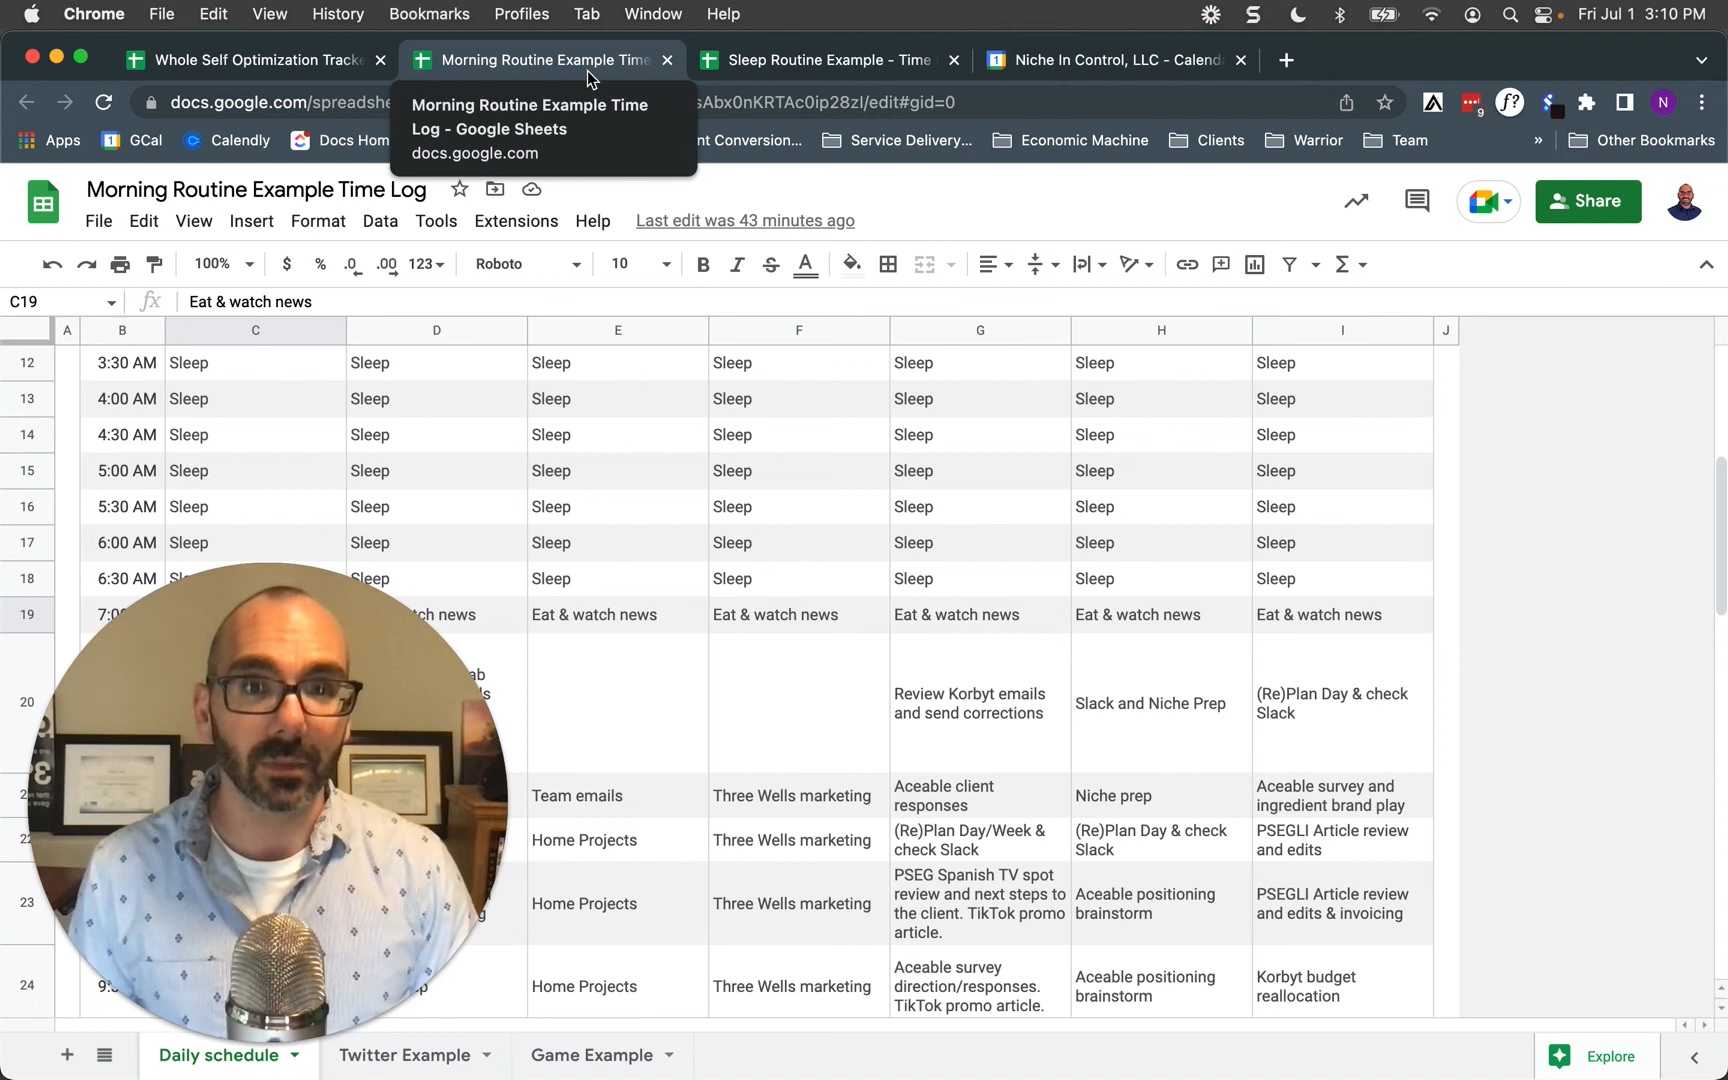 Chrome File Edit View History Bookmarks Profiles Tab Window Help Fri Jul 1 3:10 PM
Whole Self Optimization Tracke Morning Routine Example Time Sleep Routine Example - Time Niche In Control, LLC - Calend
docs.google.com/spreadshe sAbx0nKRTAc0ip28zI/edit#gid=0 9 f? N
Morning Routine Example Time
Log - Google Sheets
docs.google.com
Apps 1 GCal Calendly Docs Hom nt Conversion... Service Delivery... Economic Machine Clients Warrior Team » Other Bookmarks
Morning Routine Example Time Log
Share
File Edit View Insert Format Data Tools Extensions Help Last edit was 43 minutes ago
100% $ % .0 .00 123 Roboto 10 B I S A Σ
C19 fx Eat & watch news
A B C D E F G H I J
12 3:30 AM Sleep Sleep Sleep Sleep Sleep Sleep Sleep
13 4:00 AM Sleep Sleep Sleep Sleep Sleep Sleep Sleep
14 4:30 AM Sleep Sleep Sleep Sleep Sleep Sleep Sleep
15 5:00 AM Sleep Sleep Sleep Sleep Sleep Sleep Sleep
16 5:30 AM Sleep Sleep Sleep Sleep Sleep Sleep Sleep
17 6:00 AM Sleep Sleep Sleep Sleep Sleep Sleep Sleep
18 6:30 AM Sleep Sleep Sleep Sleep Sleep Sleep
19 news Eat & watch news Eat & watch news Eat & watch news Eat & watch news Eat & watch news
20 Review Korbyt emails
and send corrections
Slack and Niche Prep
(Re)Plan Day & check
Slack
Team emails Three Wells marketing
Aceable client
responses
Niche prep
Aceable survey and
ingredient brand play
22 Home Projects Three Wells marketing
(Re)Plan Day/Week &
check Slack
(Re)Plan Day & check
Slack
PSEGLI Article review
and edits
23 Home Projects Three Wells marketing
PSEG Spanish TV spot
review and next steps to
the client. TikTok promo
article.
Aceable positioning
brainstorm
PSEGLI Article review
and edits & invoicing
24 Home Projects Three Wells marketing
Aceable survey
direction/responses.
TikTok promo article.
Aceable positioning
brainstorm
Korbyt budget
reallocation
Daily schedule Twitter Example Game Example Explore